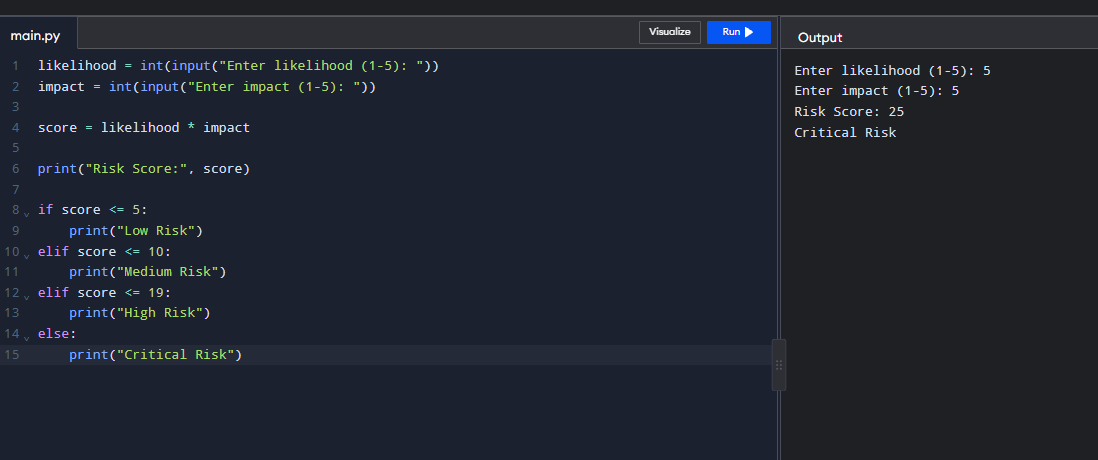 main.py
Visualize
Run
1 likelihood = int(input("Enter likelihood (1-5): "))
2 impact = int(input("Enter impact (1-5): "))
3
4 score = likelihood * impact
5
6 print("Risk Score:", score)
7
8 if score <= 5:
9     print("Low Risk")
10 elif score <= 10:
11     print("Medium Risk")
12 elif score <= 19:
13     print("High Risk")
14 else:
15     print("Critical Risk")
Output
Enter likelihood (1-5): 5
Enter impact (1-5): 5
Risk Score: 25
Critical Risk